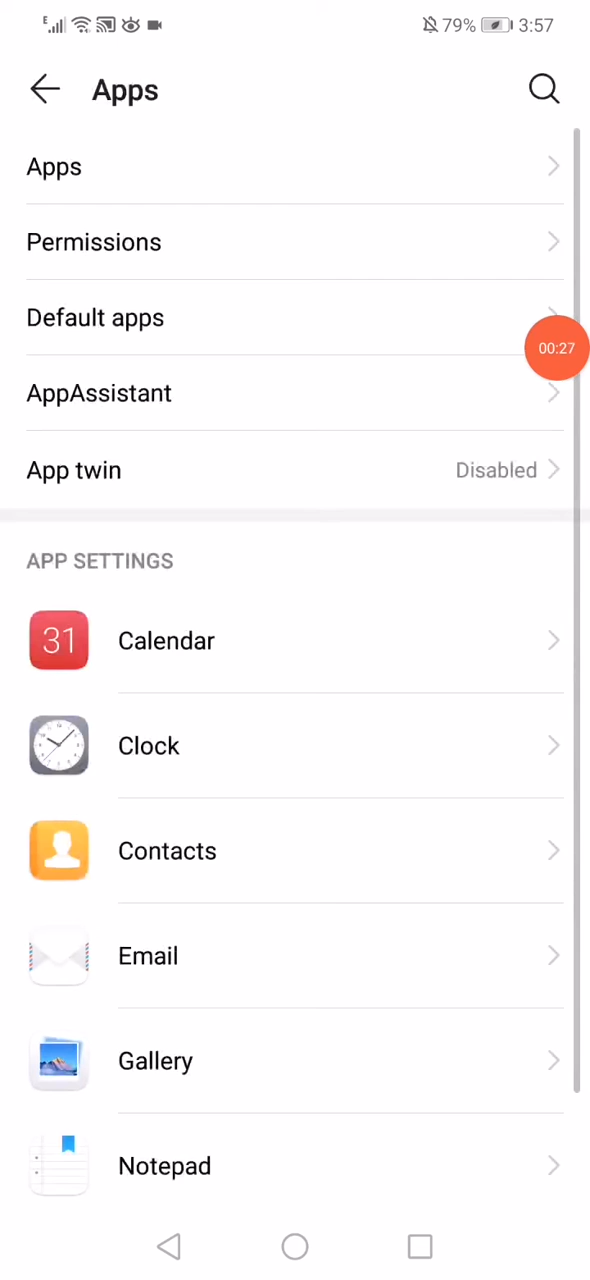 E 79% 3:57
Apps
Apps
Permissions
Default apps
00:27
AppAssistant
App twin Disabled
APP SETTINGS
31 Calendar
Clock
Contacts
Email
Gallery
Notepad